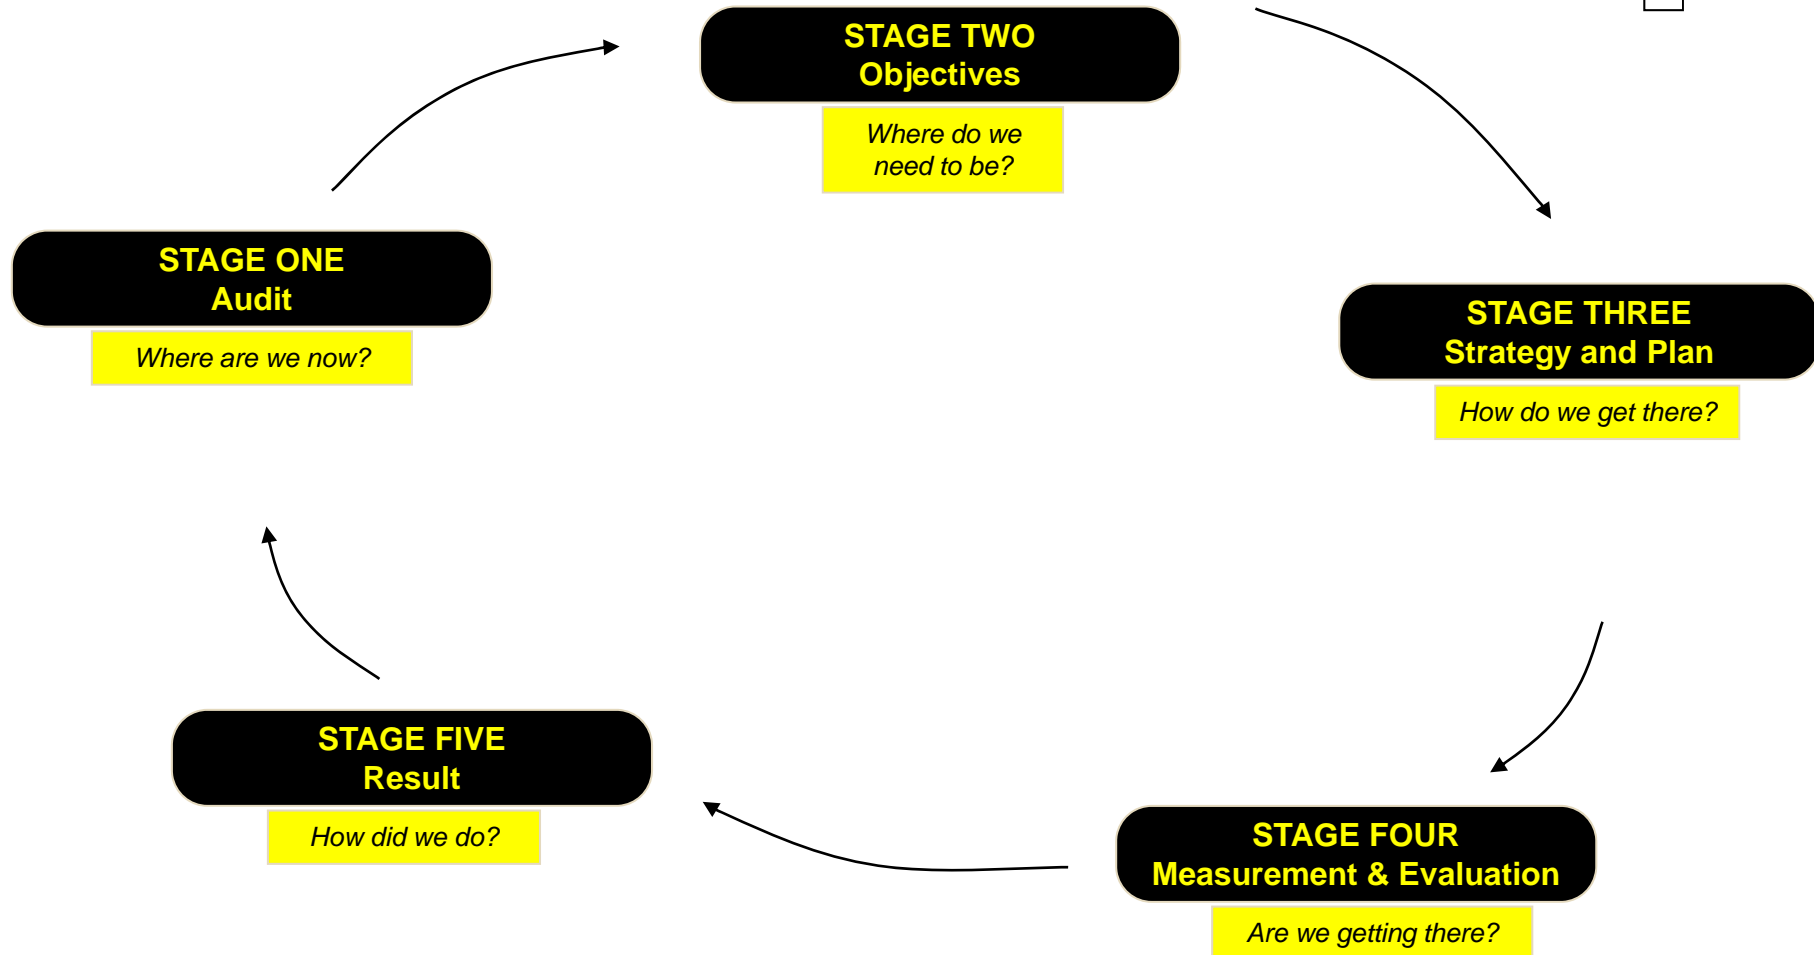 STAGE ONE
Audit
Where are we now?
STAGE TWO
Objectives
Where do we
need to be?
STAGE THREE
Strategy and Plan
How do we get there?
STAGE FOUR
Measurement & Evaluation
Are we getting there?
STAGE FIVE
Result
How did we do?